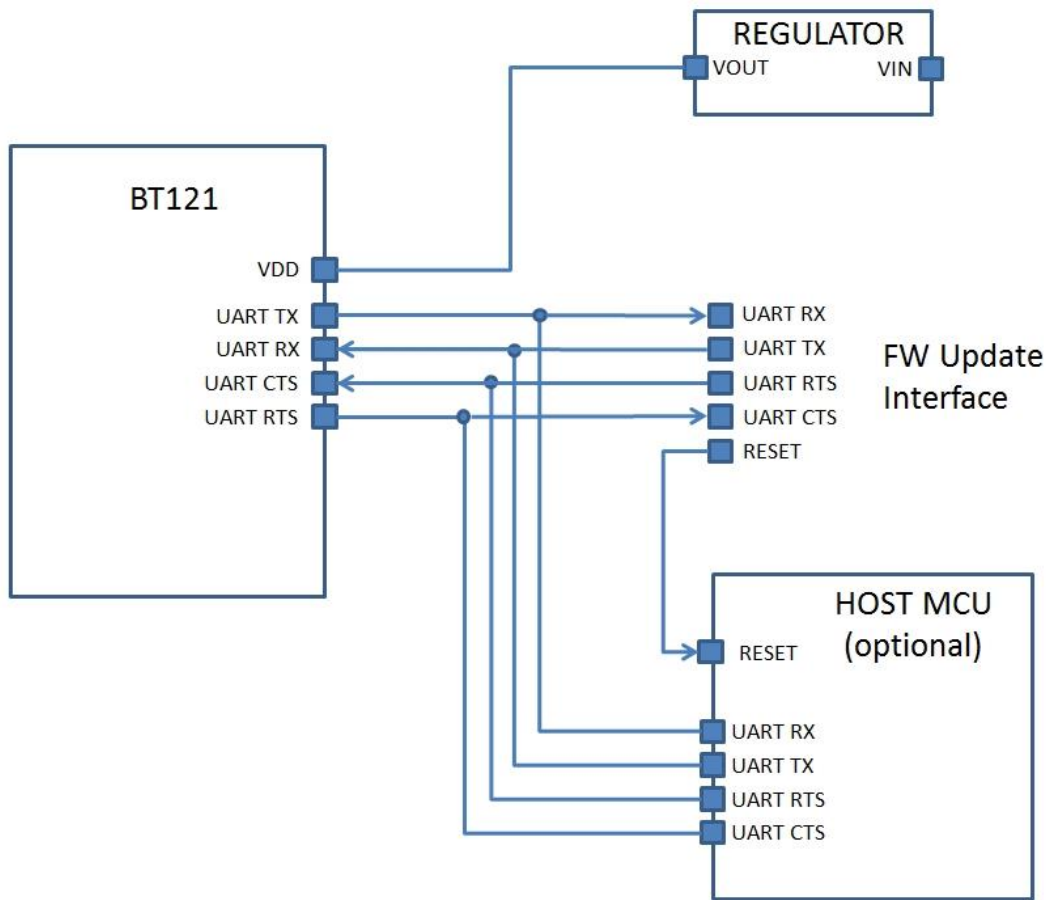 REGULATOR
VOUT
VIN
BT121
VDD
UART TX
UART RX
UART CTS
UART RTS
UART RX
UART TX
UART RTS
UART CTS
RESET
FW Update
Interface
HOST MCU
(optional)
RESET
UART RX
UART TX
UART RTS
UART CTS